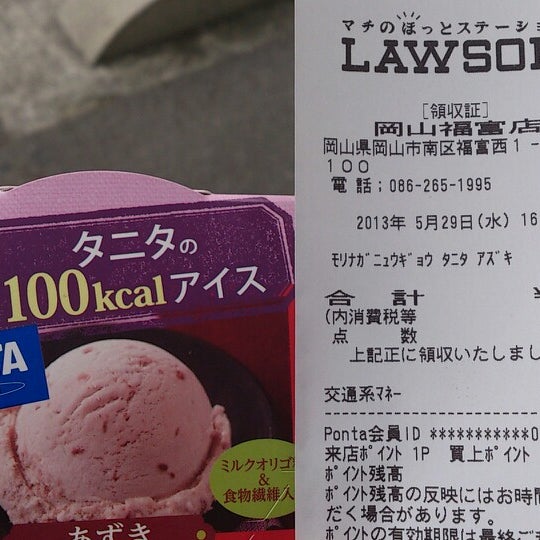 タニタの
100kcalアイス
TA
ミルクオリゴ
&
食物繊維入
あずき
マチのほっとステーショ
LAWSON
[領収証]
岡山福富店
岡山県岡山市南区福富西1-
100
電話:086-265-1995
2013年 5月29日(水) 16
モリナガニュウギョウ タニタ アズキ
合 計 ¥
(内消費税等
点 数
上記正に領収いたしまし
交通系マネー
Ponta会員ID ***********0
来店ポイント 1P 買上ポイント
ポイント残高
ポイント残高の反映にはお時間
だく場合があります。
ポイントの有効期限は最終ご